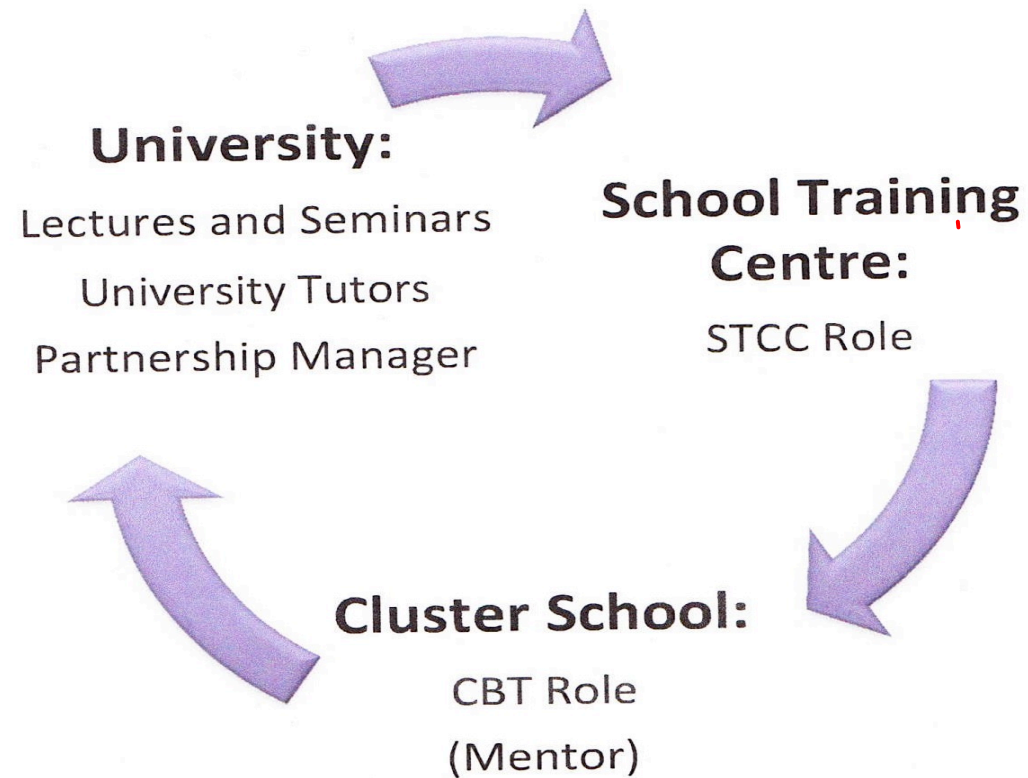 University:
Lectures and Seminars
University Tutors
Partnership Manager
School Training
Centre:
STCC Role
Cluster School:
CBT Role
(Mentor)